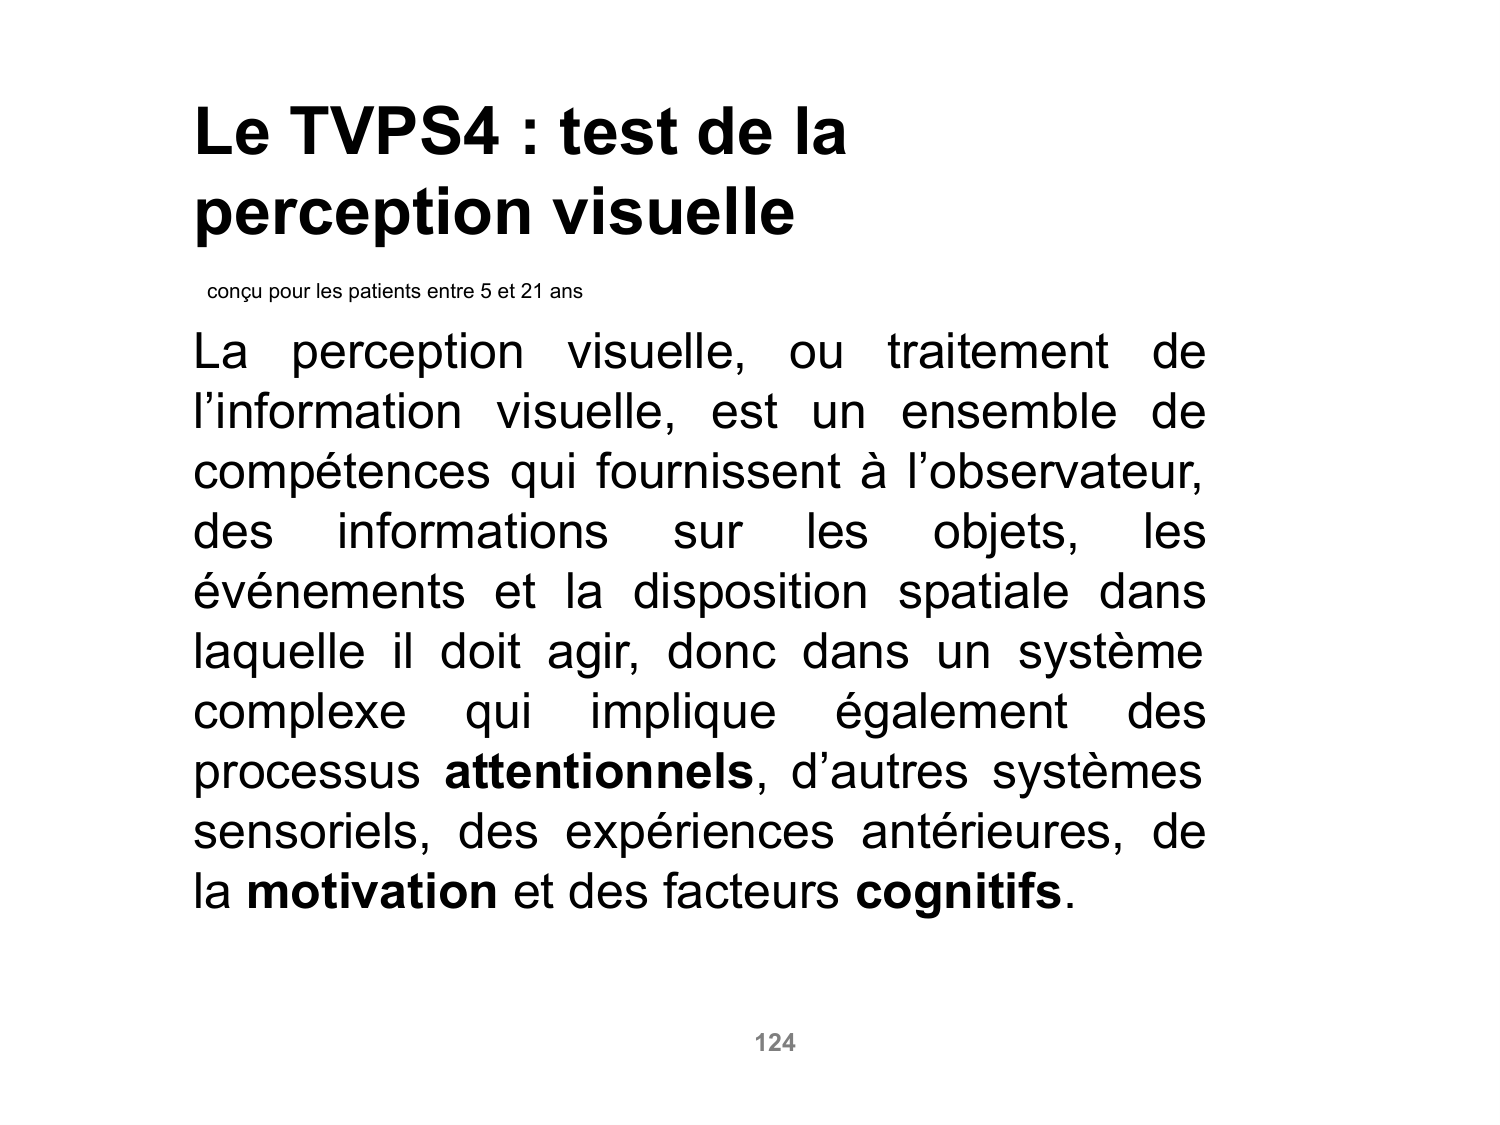 Le TVPS4 : test de la
perception visuelle
conçu pour les patients entre 5 et 21 ans
La perception visuelle, ou traitement de
l’information visuelle, est un ensemble de
compétences qui fournissent à l’observateur,
des informations sur les objets, les
événements et la disposition spatiale dans
laquelle il doit agir, donc dans un système
complexe qui implique également des
processus attentionnels, d’autres systèmes
sensoriels, des expériences antérieures, de
la motivation et des facteurs cognitifs.
124